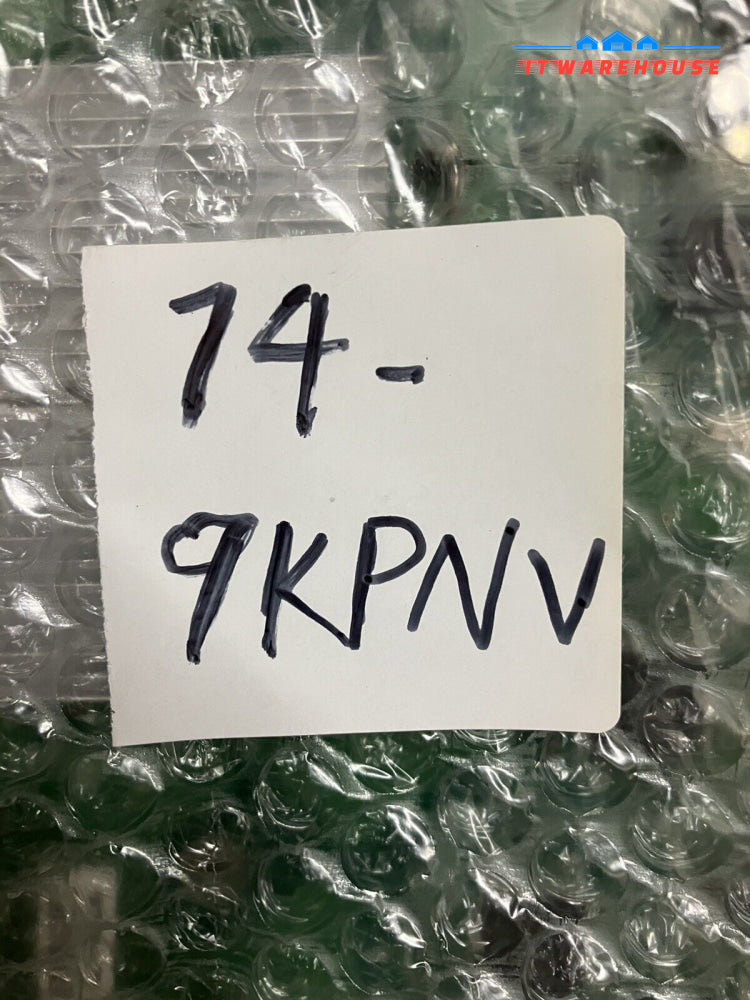 ITWAREHOUSE
74-
9KPNV